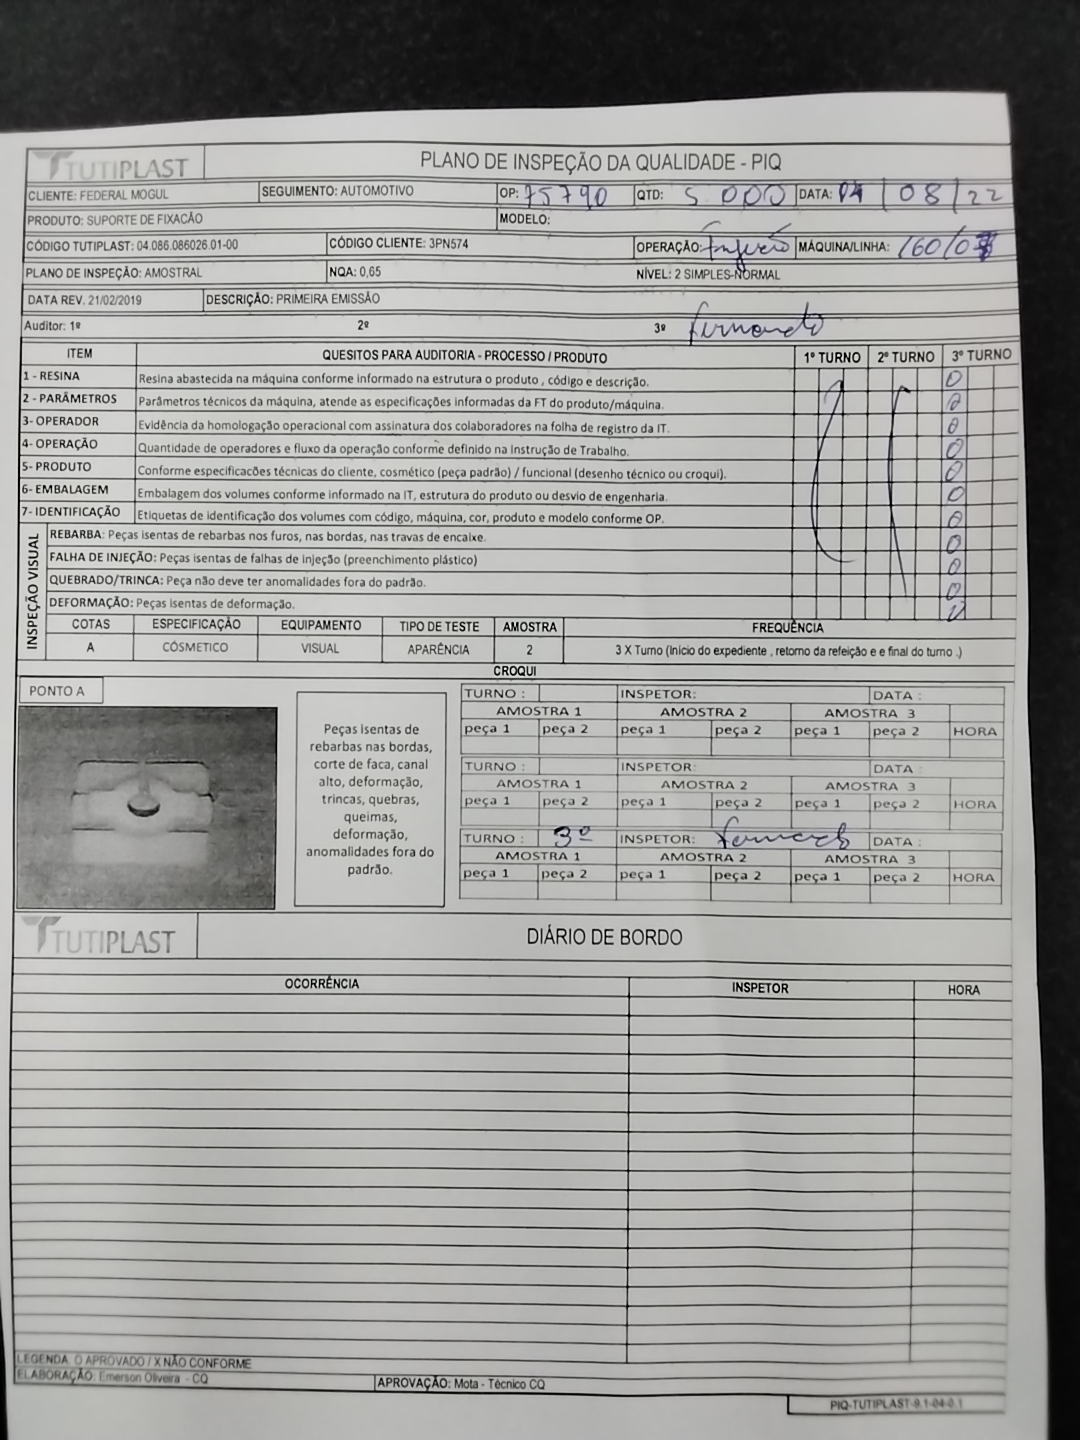 TUTIPLAST PLANO DE INSPEÇÃO DA QUALIDADE - PIQ
CLIENTE: FEDERAL MOGUL SEGUIMENTO: AUTOMOTIVO OP: 75790 QTD: 5.000 DATA: 04/08/22
PRODUTO: SUPORTE DE FIXACÃO MODELO:
CÓDIGO TUTIPLAST: 04.086.086026.01-00 CÓDIGO CLIENTE: 3PN574 OPERAÇÃO: Injeção MÁQUINA/LINHA: 160/07
PLANO DE INSPEÇÃO: AMOSTRAL NQA: 0,65 NÍVEL: 2 SIMPLES-NORMAL
DATA REV. 21/02/2019 DESCRIÇÃO: PRIMEIRA EMISSÃO
Auditor: 1º 2º 3º Fernando
ITEM QUESITOS PARA AUDITORIA - PROCESSO / PRODUTO 1º TURNO 2º TURNO 3º TURNO
1 - RESINA Resina abastecida na máquina conforme informado na estrutura o produto , código e descrição. O
2 - PARÂMETROS Parâmetros técnicos da máquina, atende as especificações informadas da FT do produto/máquina. O
3- OPERADOR Evidência da homologação operacional com assinatura dos colaboradores na folha de registro da IT. O
4- OPERAÇÃO Quantidade de operadores e fluxo da operação conforme definido na Instrução de Trabalho. O
5- PRODUTO Conforme especificacões técnicas do cliente, cosmético (peça padrão) / funcional (desenho técnico ou croqui). O
6- EMBALAGEM Embalagem dos volumes conforme informado na IT, estrutura do produto ou desvio de engenharia. O
7- IDENTIFICAÇÃO Etiquetas de identificação dos volumes com código, máquina, cor, produto e modelo conforme OP. O
INSPEÇÃO VISUAL
REBARBA: Peças isentas de rebarbas nos furos, nas bordas, nas travas de encaixe. O
FALHA DE INJEÇÃO: Peças isentas de falhas de injeção (preenchimento plástico) O
QUEBRADO/TRINCA: Peça não deve ter anomalidades fora do padrão. O
DEFORMAÇÃO: Peças isentas de deformação.
COTAS ESPECIFICAÇÃO EQUIPAMENTO TIPO DE TESTE AMOSTRA FREQUÊNCIA
A CÓSMETICO VISUAL APARÊNCIA 2 3 X Turno (Inicio do expediente , retorno da refeição e e final do turno .)
CROQUI
PONTO A
Peças isentas de
rebarbas nas bordas,
corte de faca, canal
alto, deformação,
trincas, quebras,
queimas,
deformação,
anomalidades fora do
padrão.
TURNO : INSPETOR: DATA :
AMOSTRA 1 AMOSTRA 2 AMOSTRA 3
peça 1 peça 2 peça 1 peça 2 peça 1 peça 2 HORA
TURNO : INSPETOR: DATA :
AMOSTRA 1 AMOSTRA 2 AMOSTRA 3
peça 1 peça 2 peça 1 peça 2 peça 1 peça 2 HORA
TURNO : 3º INSPETOR: Fernando DATA :
AMOSTRA 1 AMOSTRA 2 AMOSTRA 3
peça 1 peça 2 peça 1 peça 2 peça 1 peça 2 HORA
TUTIPLAST DIÁRIO DE BORDO
OCORRÊNCIA INSPETOR HORA
LEGENDA O APROVADO / X NÃO CONFORME
ELABORAÇÃO: Emerson Oliveira - CQ APROVAÇÃO: Mota - Técnico CQ
PIQ-TUTIPLAST-9.1-04-0.1